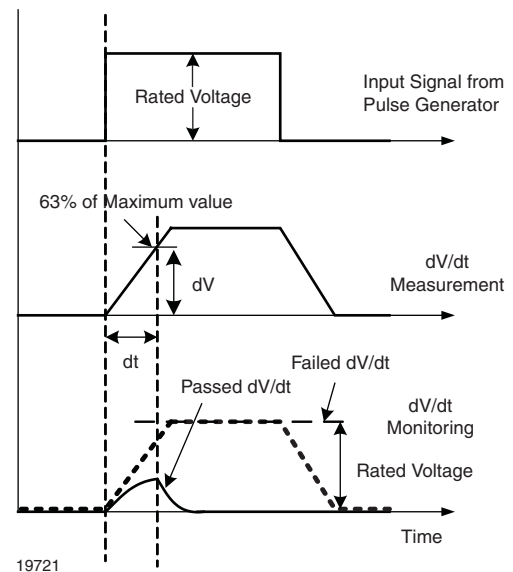 Input Signal from
Pulse Generator
Rated Voltage
63% of Maximum value
dV
dV/dt
Measurement
dt
Failed dV/dt
Passed dV/dt
dV/dt
Monitoring
Rated Voltage
Time
19721